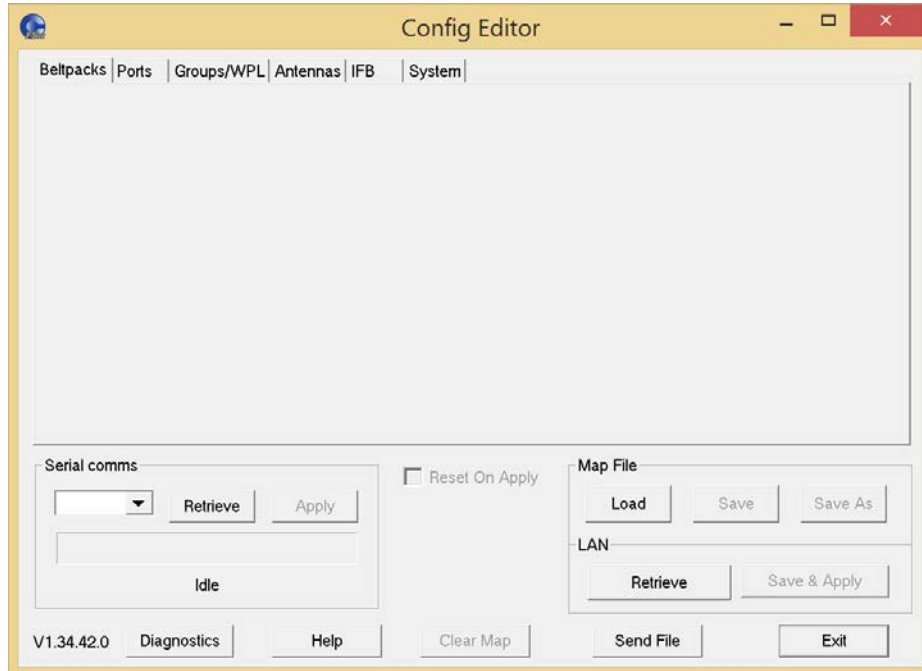 Config Editor
Beltpacks Ports Groups/WPL Antennas IFB System
Serial comms
Retrieve Apply
Idle
Reset On Apply
Map File
Load Save Save As
LAN
Retrieve Save & Apply
V1.34.42.0 Diagnostics Help Clear Map Send File Exit